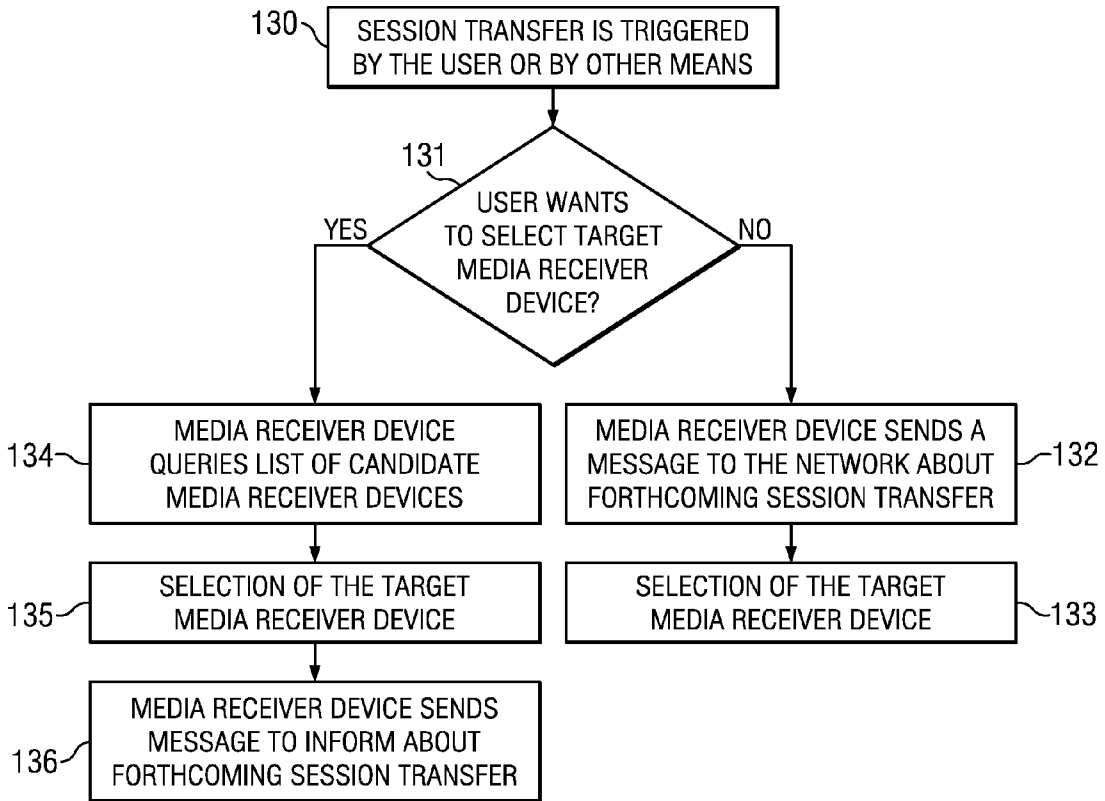 130
SESSION TRANSFER IS TRIGGERED
BY THE USER OR BY OTHER MEANS
131
USER WANTS
TO SELECT TARGET
MEDIA RECEIVER
DEVICE?
YES
NO
134
MEDIA RECEIVER DEVICE
QUERIES LIST OF CANDIDATE
MEDIA RECEIVER DEVICES
MEDIA RECEIVER DEVICE SENDS A
MESSAGE TO THE NETWORK ABOUT
FORTHCOMING SESSION TRANSFER
132
135
SELECTION OF THE TARGET
MEDIA RECEIVER DEVICE
SELECTION OF THE TARGET
MEDIA RECEIVER DEVICE
133
136
MEDIA RECEIVER DEVICE SENDS
MESSAGE TO INFORM ABOUT
FORTHCOMING SESSION TRANSFER